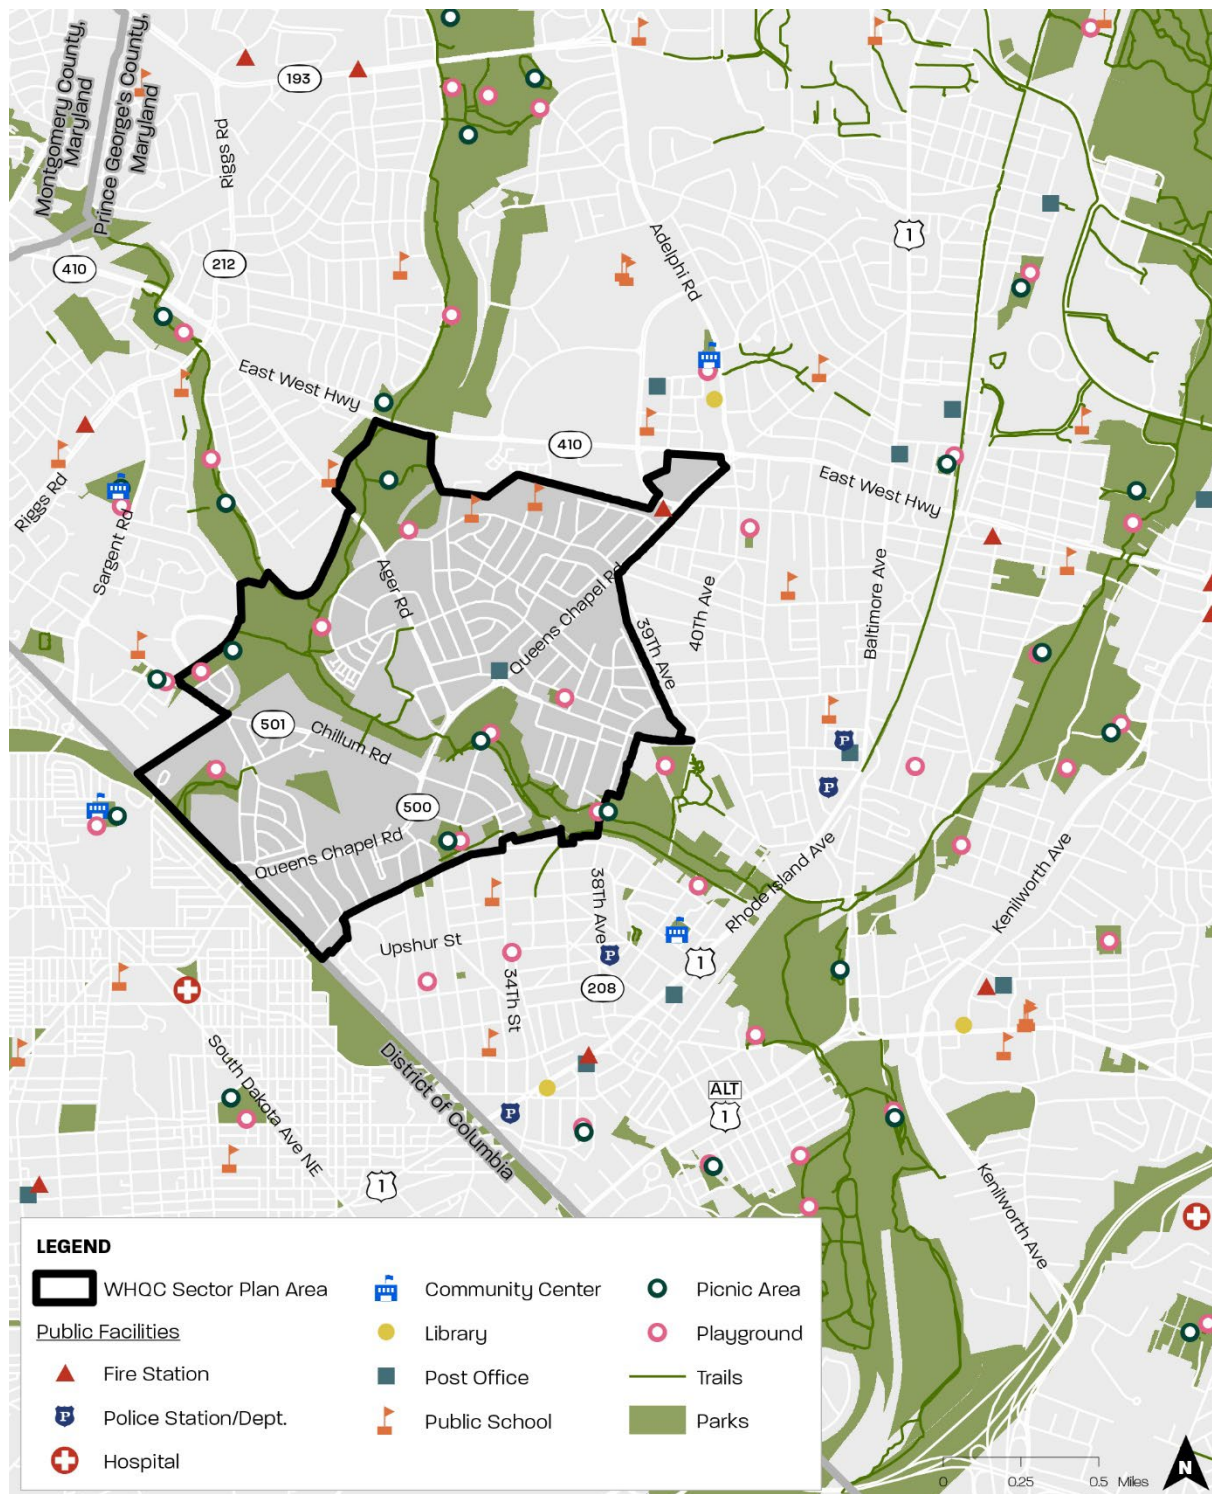 Montgomery County,
Maryland
Prince George's County,
Maryland
193
Riggs Rd
Adelphi Rd
1
410
212
East West Hwy
410
East West Hwy
Riggs Rd
Sargent Rd
Ager Rd
Queens Chapel Rd
40Th Ave
39Th Ave
Baltimore Ave
501
Chillum Rd
P
P
500
Queens Chapel Rd
Rhode Island Ave
Kenilworth Ave
38Th Ave
Upshur St
P
1
34Th St
208
South Dakota Ave NE
District of Columbia
P
ALT
1
1
Kenilworth Ave
LEGEND
WHQC Sector Plan Area
Community Center
Picnic Area
Public Facilities
Library
Playground
Fire Station
Post Office
Trails
P
Police Station/Dept.
Public School
Parks
Hospital
0 0.25 0.5 Miles
N